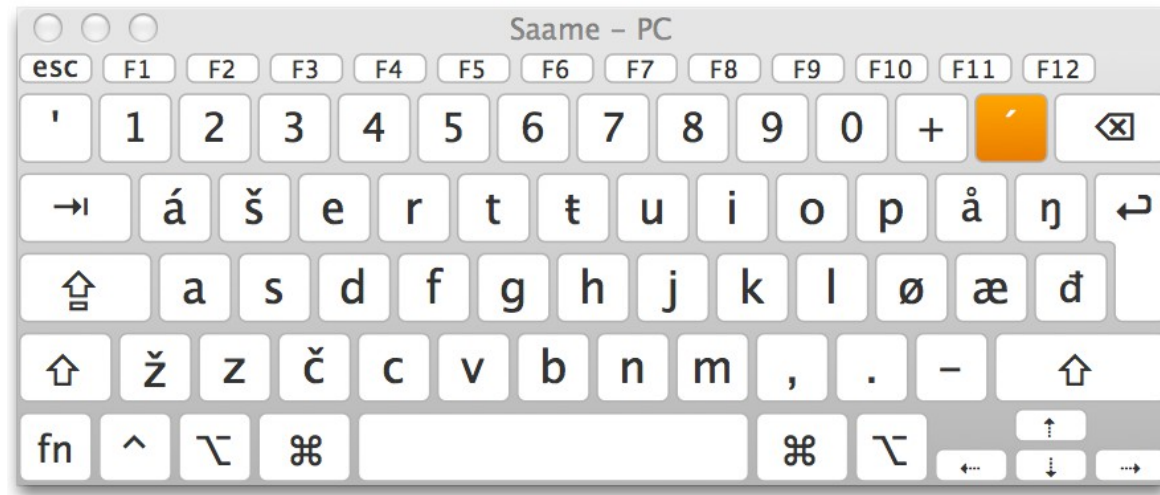 Saame – PC
esc F1 F2 F3 F4 F5 F6 F7 F8 F9 F10 F11 F12
' 1 2 3 4 5 6 7 8 9 0 + ´
á š e r t ŧ u i o p å ŋ
a s d f g h j k l ø æ đ
ž z č c v b n m , . –
fn ^ ⌥ ⌘ ⌘ ⌥